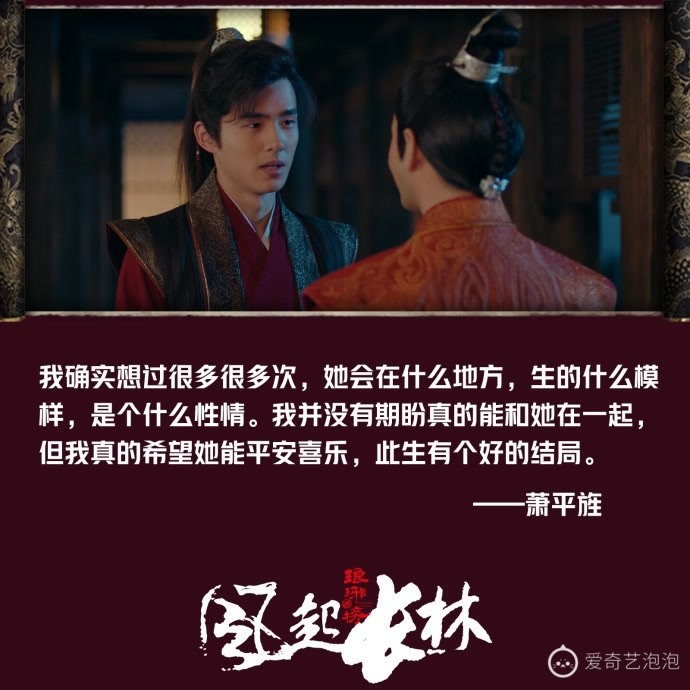 我确实想过很多很多次，她会在什么地方，生的什么模
样，是个什么性情。我并没有期盼真的能和她在一起，
但我真的希望她能平安喜乐，此生有个好的结局。
——萧平旌
琅琊榜
风起长林
爱奇艺泡泡